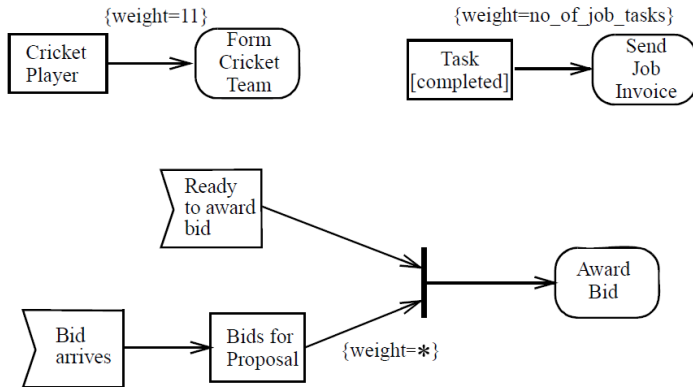 {weight=11}
Cricket
Player
Form
Cricket
Team
{weight=no_of_job_tasks}
Task
[completed]
Send
Job
Invoice
Ready
to award
bid
Bid
arrives
Bids for
Proposal
{weight=*}
Award
Bid